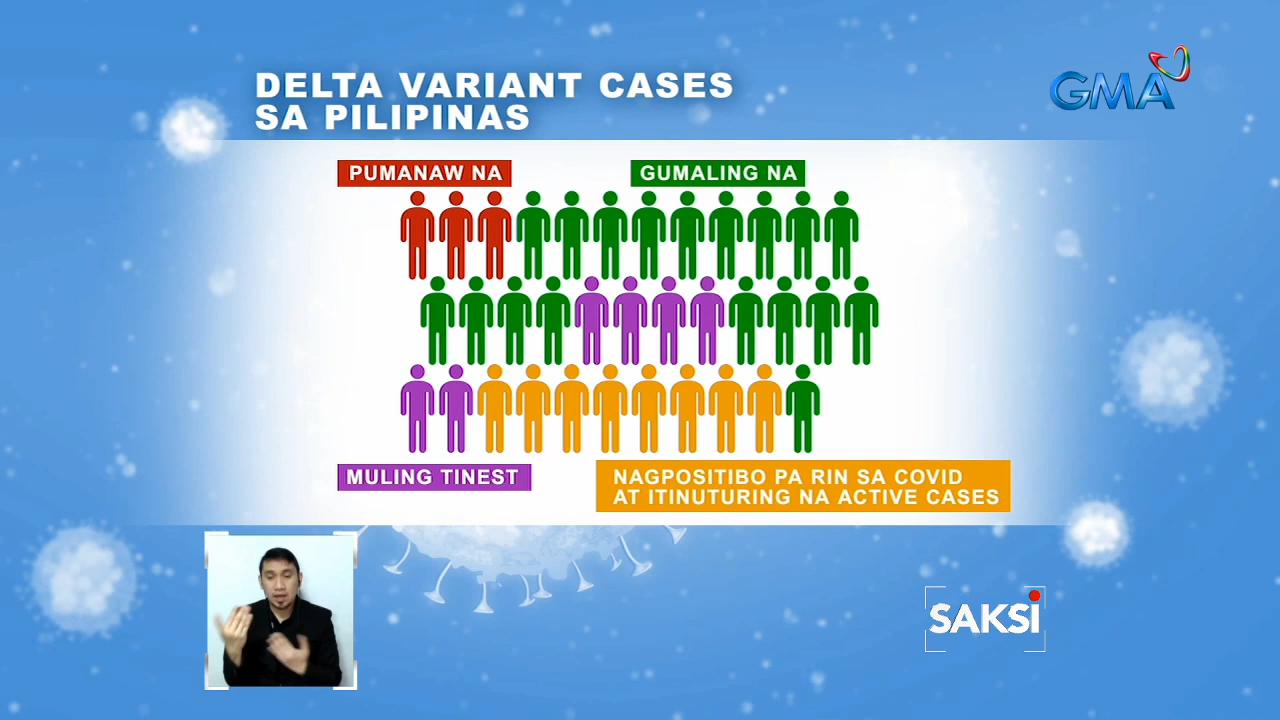 DELTA VARIANT CASES
SA PILIPINAS
GMA
PUMANAW NA
GUMALING NA
MULING TINEST
NAGPOSITIBO PA RIN SA COVID
AT ITINUTURING NA ACTIVE CASES
SAKSI